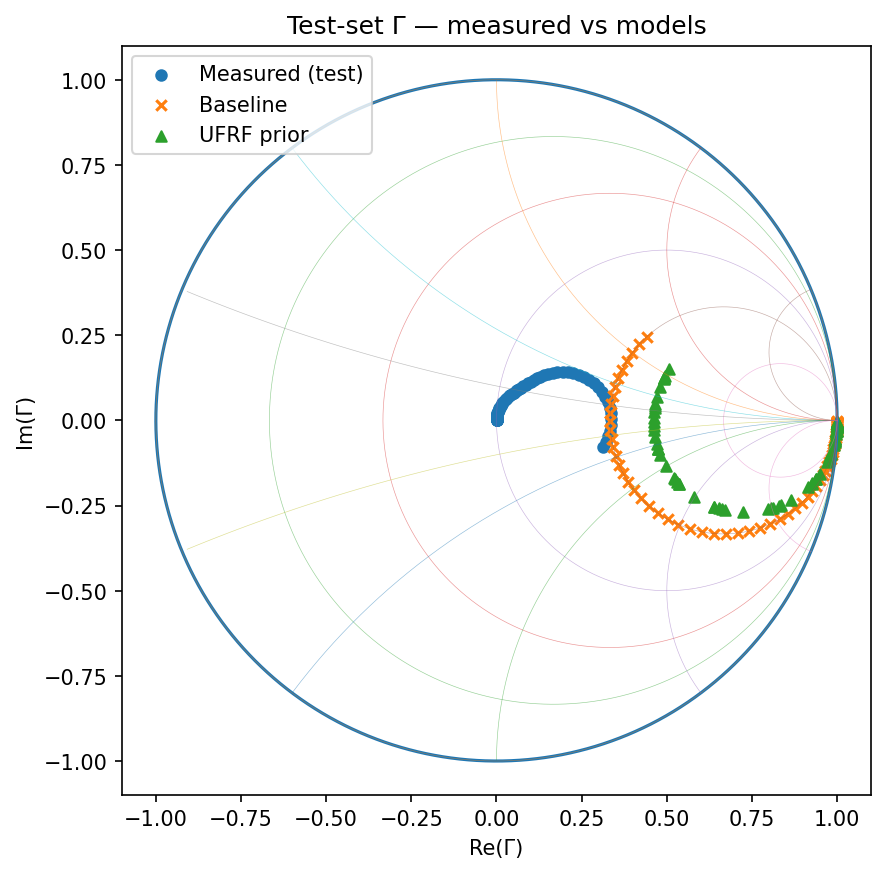 Test-set Γ — measured vs models
Measured (test)
Baseline
UFRF prior
1.00
0.75
0.50
0.25
0.00
−0.25
−0.50
−0.75
−1.00
Im(Γ)
−1.00 −0.75 −0.50 −0.25 0.00 0.25 0.50 0.75 1.00
Re(Γ)